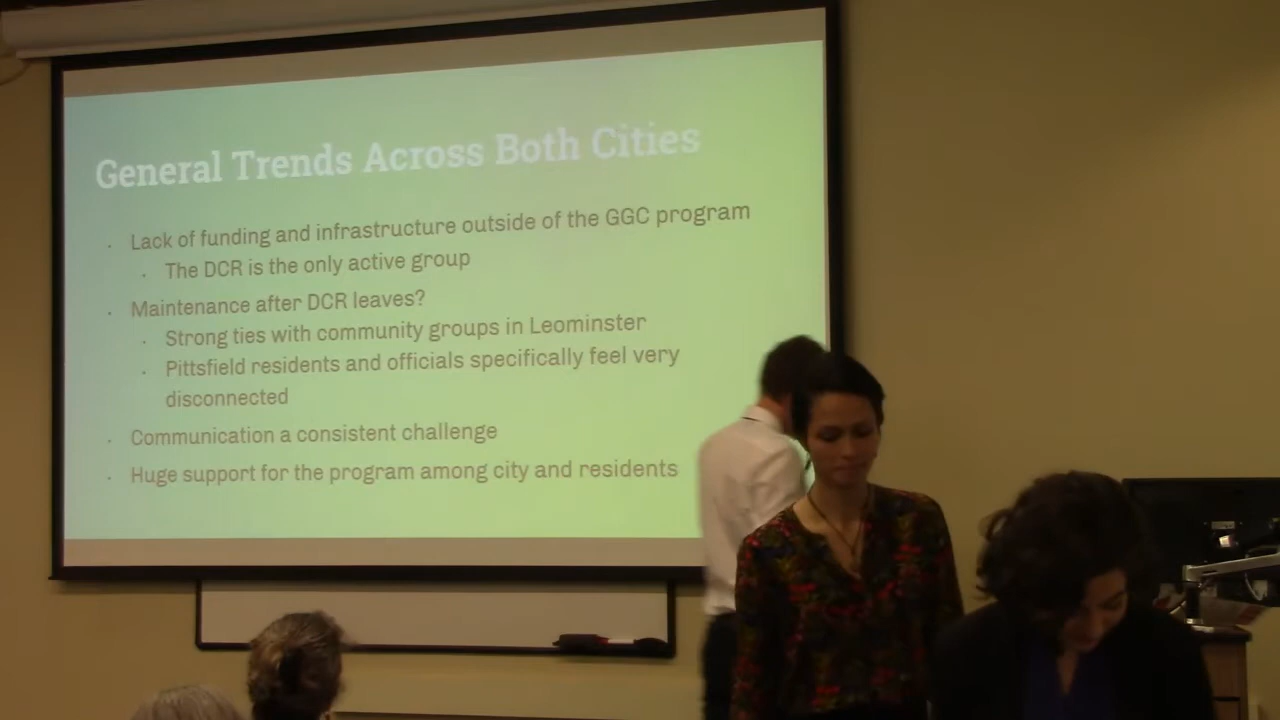 General Trends Across Both Cities
Lack of funding and infrastructure outside of the GGC program
The DCR is the only active group
Maintenance after DCR leaves?
Strong ties with community groups in Leominster
Pittsfield residents and officials specifically feel very
disconnected
Communication a consistent challenge
Huge support for the program among city and residents